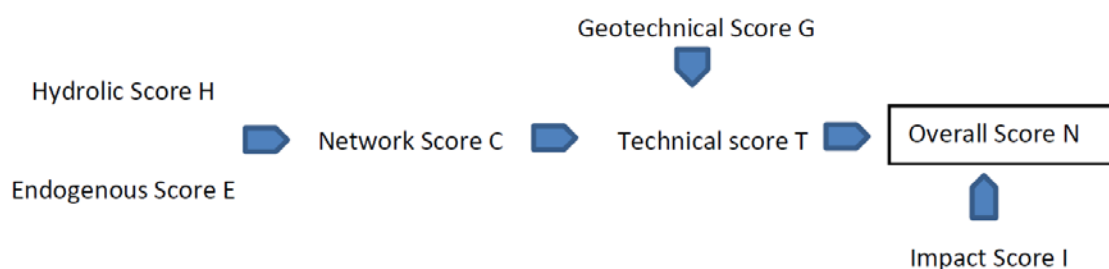 Geotechnical Score G
Hydrolic Score H
Network Score C
Technical score T
Overall Score N
Endogenous Score E
Impact Score I